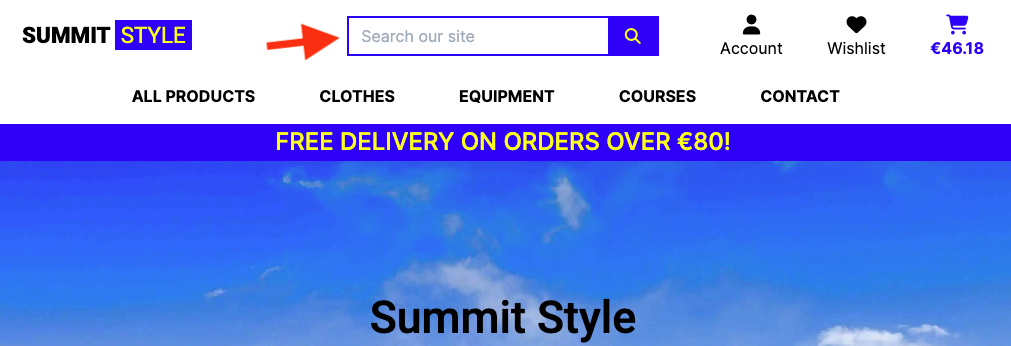 SUMMIT STYLE
Search our site
Account
Wishlist
€46.18
ALL PRODUCTS
CLOTHES
EQUIPMENT
COURSES
CONTACT
FREE DELIVERY ON ORDERS OVER €80!
Summit Style